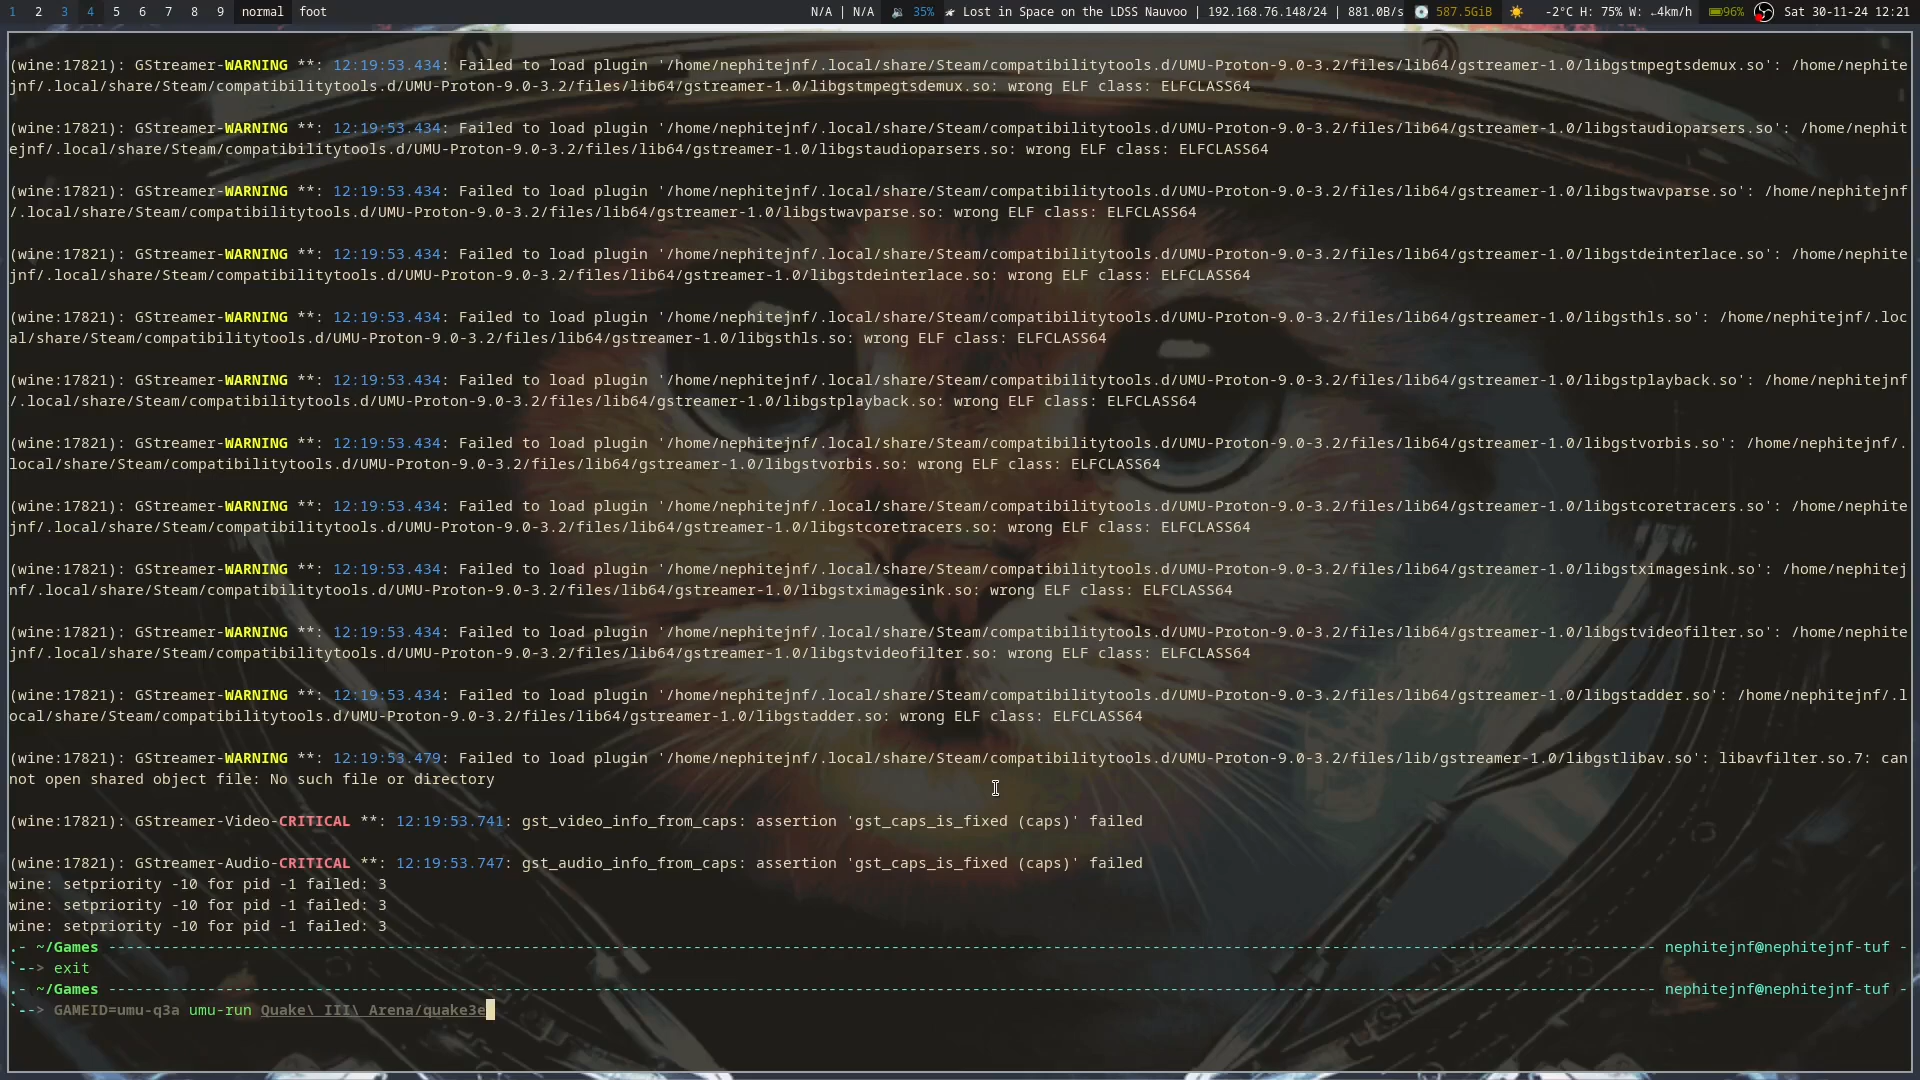 1 2 3 4 5 6 7 8 9 normal foot N/A | N/A 35% Lost in Space on the LDSS Nauvoo | 192.168.76.148/24 | 881.0B/s 587.5GiB -2°C H: 75% W: ←4km/h 96% Sat 30-11-24 12:21
(wine:17821): GStreamer-WARNING **: 12:19:53.434: Failed to load plugin '/home/nephitejnf/.local/share/Steam/compatibilitytools.d/UMU-Proton-9.0-3.2/files/lib64/gstreamer-1.0/libgstmpegtsdemux.so': /home/nephite
jnf/.local/share/Steam/compatibilitytools.d/UMU-Proton-9.0-3.2/files/lib64/gstreamer-1.0/libgstmpegtsdemux.so: wrong ELF class: ELFCLASS64
(wine:17821): GStreamer-WARNING **: 12:19:53.434: Failed to load plugin '/home/nephitejnf/.local/share/Steam/compatibilitytools.d/UMU-Proton-9.0-3.2/files/lib64/gstreamer-1.0/libgstaudioparsers.so': /home/nephit
ejnf/.local/share/Steam/compatibilitytools.d/UMU-Proton-9.0-3.2/files/lib64/gstreamer-1.0/libgstaudioparsers.so: wrong ELF class: ELFCLASS64
(wine:17821): GStreamer-WARNING **: 12:19:53.434: Failed to load plugin '/home/nephitejnf/.local/share/Steam/compatibilitytools.d/UMU-Proton-9.0-3.2/files/lib64/gstreamer-1.0/libgstwavparse.so': /home/nephitejnf
/.local/share/Steam/compatibilitytools.d/UMU-Proton-9.0-3.2/files/lib64/gstreamer-1.0/libgstwavparse.so: wrong ELF class: ELFCLASS64
(wine:17821): GStreamer-WARNING **: 12:19:53.434: Failed to load plugin '/home/nephitejnf/.local/share/Steam/compatibilitytools.d/UMU-Proton-9.0-3.2/files/lib64/gstreamer-1.0/libgstdeinterlace.so': /home/nephite
jnf/.local/share/Steam/compatibilitytools.d/UMU-Proton-9.0-3.2/files/lib64/gstreamer-1.0/libgstdeinterlace.so: wrong ELF class: ELFCLASS64
(wine:17821): GStreamer-WARNING **: 12:19:53.434: Failed to load plugin '/home/nephitejnf/.local/share/Steam/compatibilitytools.d/UMU-Proton-9.0-3.2/files/lib64/gstreamer-1.0/libgsthls.so': /home/nephitejnf/.loc
al/share/Steam/compatibilitytools.d/UMU-Proton-9.0-3.2/files/lib64/gstreamer-1.0/libgsthls.so: wrong ELF class: ELFCLASS64
(wine:17821): GStreamer-WARNING **: 12:19:53.434: Failed to load plugin '/home/nephitejnf/.local/share/Steam/compatibilitytools.d/UMU-Proton-9.0-3.2/files/lib64/gstreamer-1.0/libgstplayback.so': /home/nephitejnf
/.local/share/Steam/compatibilitytools.d/UMU-Proton-9.0-3.2/files/lib64/gstreamer-1.0/libgstplayback.so: wrong ELF class: ELFCLASS64
(wine:17821): GStreamer-WARNING **: 12:19:53.434: Failed to load plugin '/home/nephitejnf/.local/share/Steam/compatibilitytools.d/UMU-Proton-9.0-3.2/files/lib64/gstreamer-1.0/libgstvorbis.so': /home/nephitejnf/.
local/share/Steam/compatibilitytools.d/UMU-Proton-9.0-3.2/files/lib64/gstreamer-1.0/libgstvorbis.so: wrong ELF class: ELFCLASS64
(wine:17821): GStreamer-WARNING **: 12:19:53.434: Failed to load plugin '/home/nephitejnf/.local/share/Steam/compatibilitytools.d/UMU-Proton-9.0-3.2/files/lib64/gstreamer-1.0/libgstcoretracers.so': /home/nephite
jnf/.local/share/Steam/compatibilitytools.d/UMU-Proton-9.0-3.2/files/lib64/gstreamer-1.0/libgstcoretracers.so: wrong ELF class: ELFCLASS64
(wine:17821): GStreamer-WARNING **: 12:19:53.434: Failed to load plugin '/home/nephitejnf/.local/share/Steam/compatibilitytools.d/UMU-Proton-9.0-3.2/files/lib64/gstreamer-1.0/libgstximagesink.so': /home/nephitej
nf/.local/share/Steam/compatibilitytools.d/UMU-Proton-9.0-3.2/files/lib64/gstreamer-1.0/libgstximagesink.so: wrong ELF class: ELFCLASS64
(wine:17821): GStreamer-WARNING **: 12:19:53.434: Failed to load plugin '/home/nephitejnf/.local/share/Steam/compatibilitytools.d/UMU-Proton-9.0-3.2/files/lib64/gstreamer-1.0/libgstvideofilter.so': /home/nephite
jnf/.local/share/Steam/compatibilitytools.d/UMU-Proton-9.0-3.2/files/lib64/gstreamer-1.0/libgstvideofilter.so: wrong ELF class: ELFCLASS64
(wine:17821): GStreamer-WARNING **: 12:19:53.434: Failed to load plugin '/home/nephitejnf/.local/share/Steam/compatibilitytools.d/UMU-Proton-9.0-3.2/files/lib64/gstreamer-1.0/libgstadder.so': /home/nephitejnf/.l
ocal/share/Steam/compatibilitytools.d/UMU-Proton-9.0-3.2/files/lib64/gstreamer-1.0/libgstadder.so: wrong ELF class: ELFCLASS64
(wine:17821): GStreamer-WARNING **: 12:19:53.479: Failed to load plugin '/home/nephitejnf/.local/share/Steam/compatibilitytools.d/UMU-Proton-9.0-3.2/files/lib/gstreamer-1.0/libgstlibav.so': libavfilter.so.7: can
not open shared object file: No such file or directory
(wine:17821): GStreamer-Video-CRITICAL **: 12:19:53.741: gst_video_info_from_caps: assertion 'gst_caps_is_fixed (caps)' failed
(wine:17821): GStreamer-Audio-CRITICAL **: 12:19:53.747: gst_audio_info_from_caps: assertion 'gst_caps_is_fixed (caps)' failed
wine: setpriority -10 for pid -1 failed: 3
wine: setpriority -10 for pid -1 failed: 3
wine: setpriority -10 for pid -1 failed: 3
.- ~/Games ---------- nephitejnf@nephitejnf-tuf -
`--> exit
.- ~/Games ---------- nephitejnf@nephitejnf-tuf -
`--> GAMEID=umu-q3a umu-run Quake\ III\ Arena/quake3e